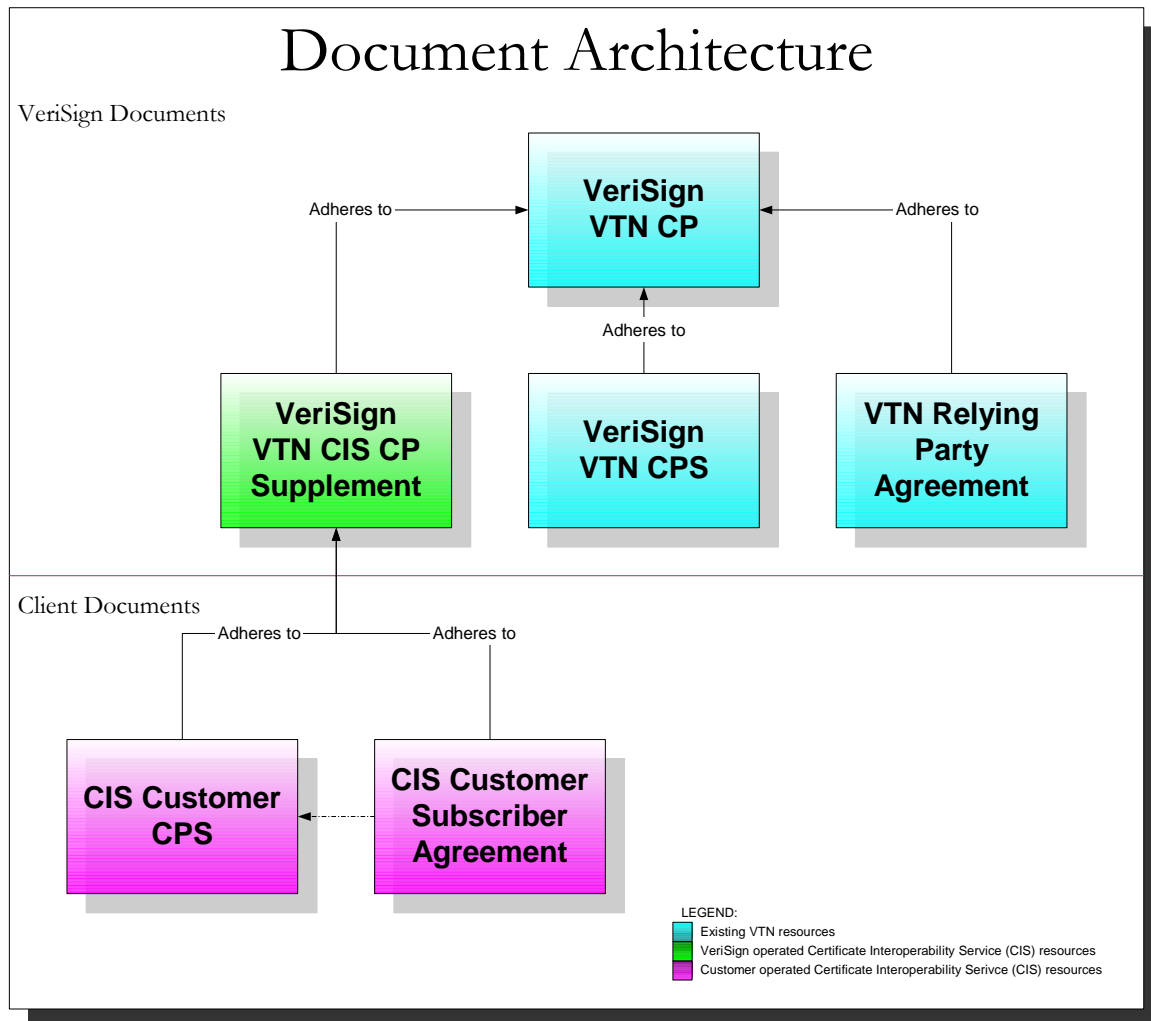 Document Architecture
VeriSign Documents
VeriSign
VTN CP
Adheres to
Adheres to
Adheres to
VeriSign
VTN CIS CP
Supplement
VeriSign
VTN CPS
VTN Relying
Party
Agreement
Client Documents
Adheres to
Adheres to
CIS Customer
CPS
CIS Customer
Subscriber
Agreement
LEGEND:
Existing VTN resources
VeriSign operated Certificate Interoperability Service (CIS) resources
Customer operated Certificate Interoperability Serivce (CIS) resources